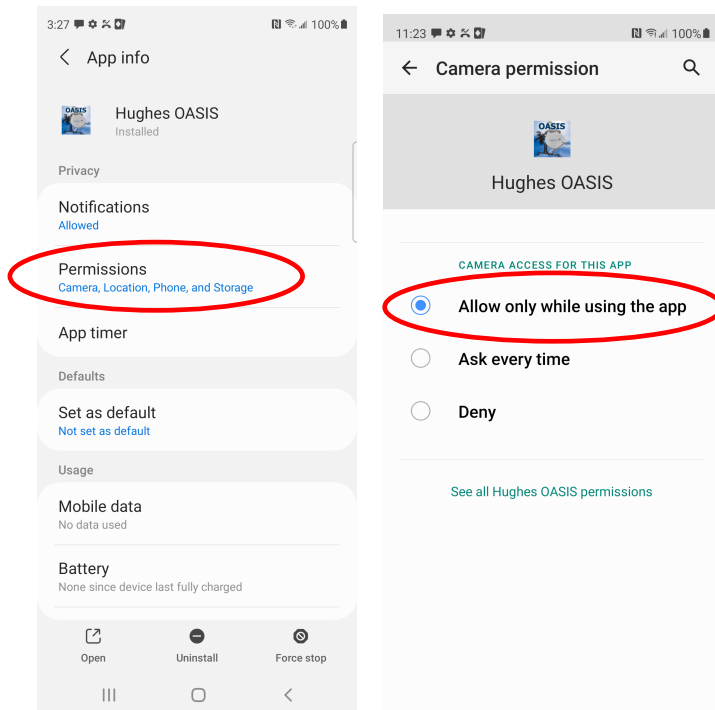 3:27 100%
App info
OASIS
Hughes OASIS
Installed
Privacy
Notifications
Allowed
Permissions
Camera, Location, Phone, and Storage
App timer
Defaults
Set as default
Not set as default
Usage
Mobile data
No data used
Battery
None since device last fully charged
Open Uninstall Force stop
11:23 100%
Camera permission
OASIS
Hughes OASIS
CAMERA ACCESS FOR THIS APP
Allow only while using the app
Ask every time
Deny
See all Hughes OASIS permissions